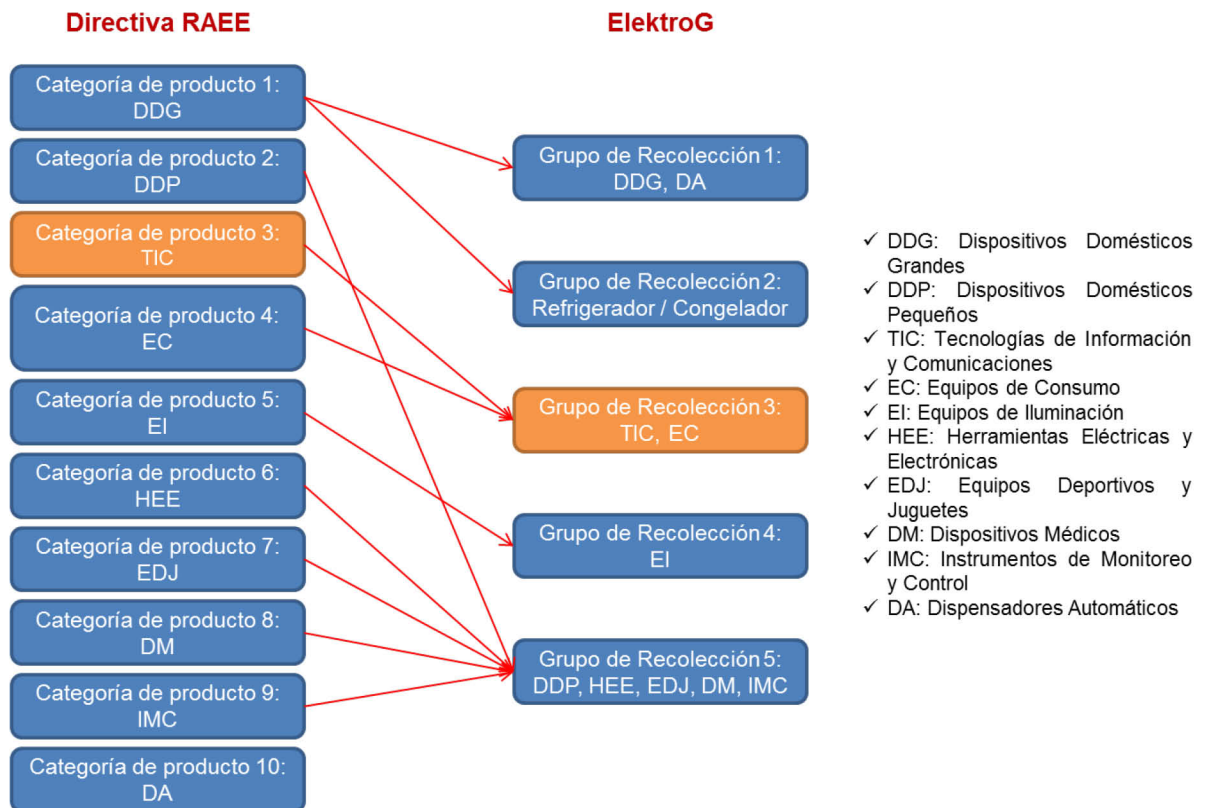 Directiva RAEE
ElektroG
Categoría de producto 1:
DDG
Categoría de producto 2:
DDP
Categoría de producto 3:
TIC
Categoría de producto 4:
EC
Categoría de producto 5:
EI
Categoría de producto 6:
HEE
Categoría de producto 7:
EDJ
Categoría de producto 8:
DM
Categoría de producto 9:
IMC
Categoría de producto 10:
DA
Grupo de Recolección 1:
DDG, DA
Grupo de Recolección 2:
Refrigerador / Congelador
Grupo de Recolección 3:
TIC, EC
Grupo de Recolección 4:
EI
Grupo de Recolección 5:
DDP, HEE, EDJ, DM, IMC
✓ DDG: Dispositivos Domésticos
Grandes
✓ DDP: Dispositivos Domésticos
Pequeños
✓ TIC: Tecnologías de Información
y Comunicaciones
✓ EC: Equipos de Consumo
✓ EI: Equipos de Iluminación
✓ HEE: Herramientas Eléctricas y
Electrónicas
✓ EDJ: Equipos Deportivos y
Juguetes
✓ DM: Dispositivos Médicos
✓ IMC: Instrumentos de Monitoreo
y Control
✓ DA: Dispensadores Automáticos